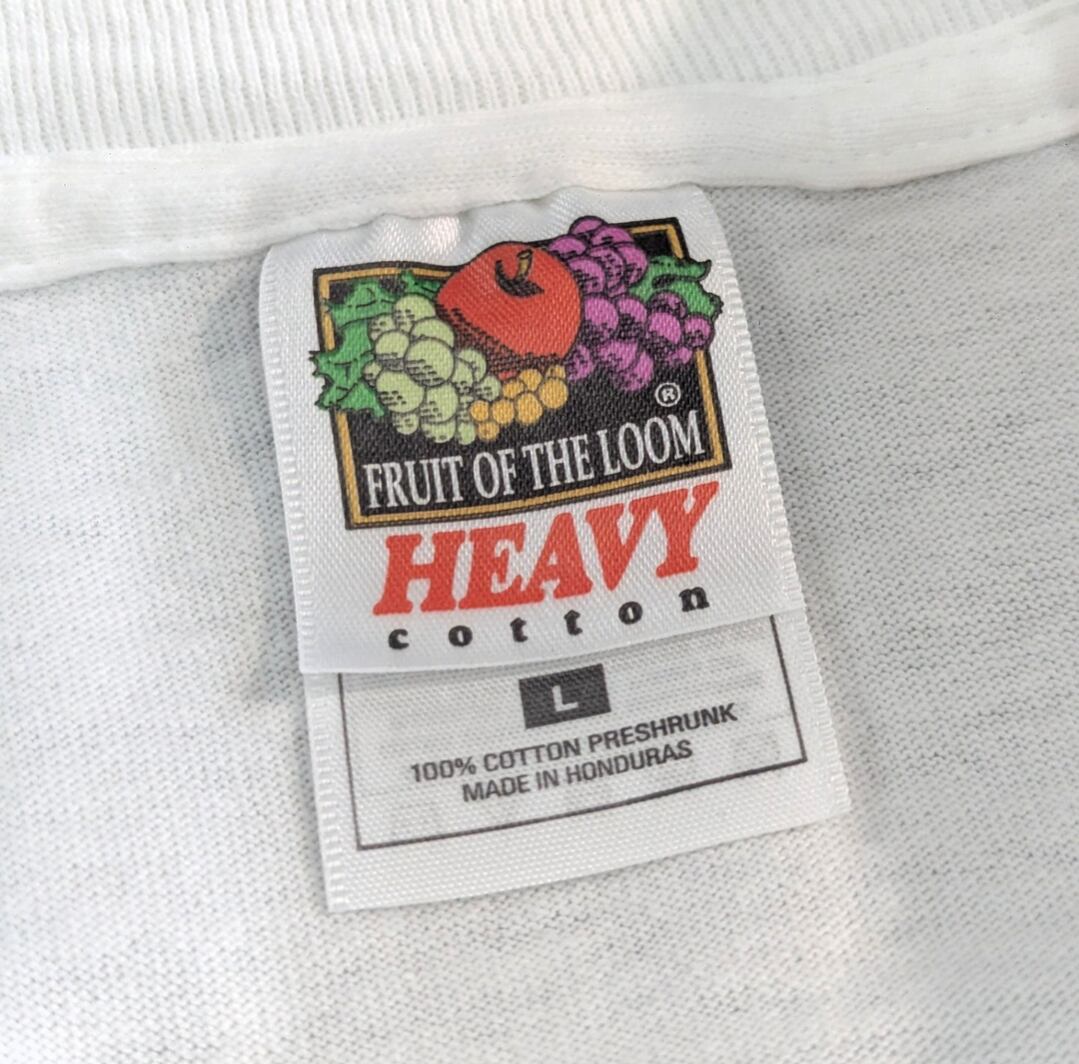 ®
FRUIT OF THE LOOM
HEAVY
cotton
L
100% COTTON PRESHRUNK
MADE IN HONDURAS